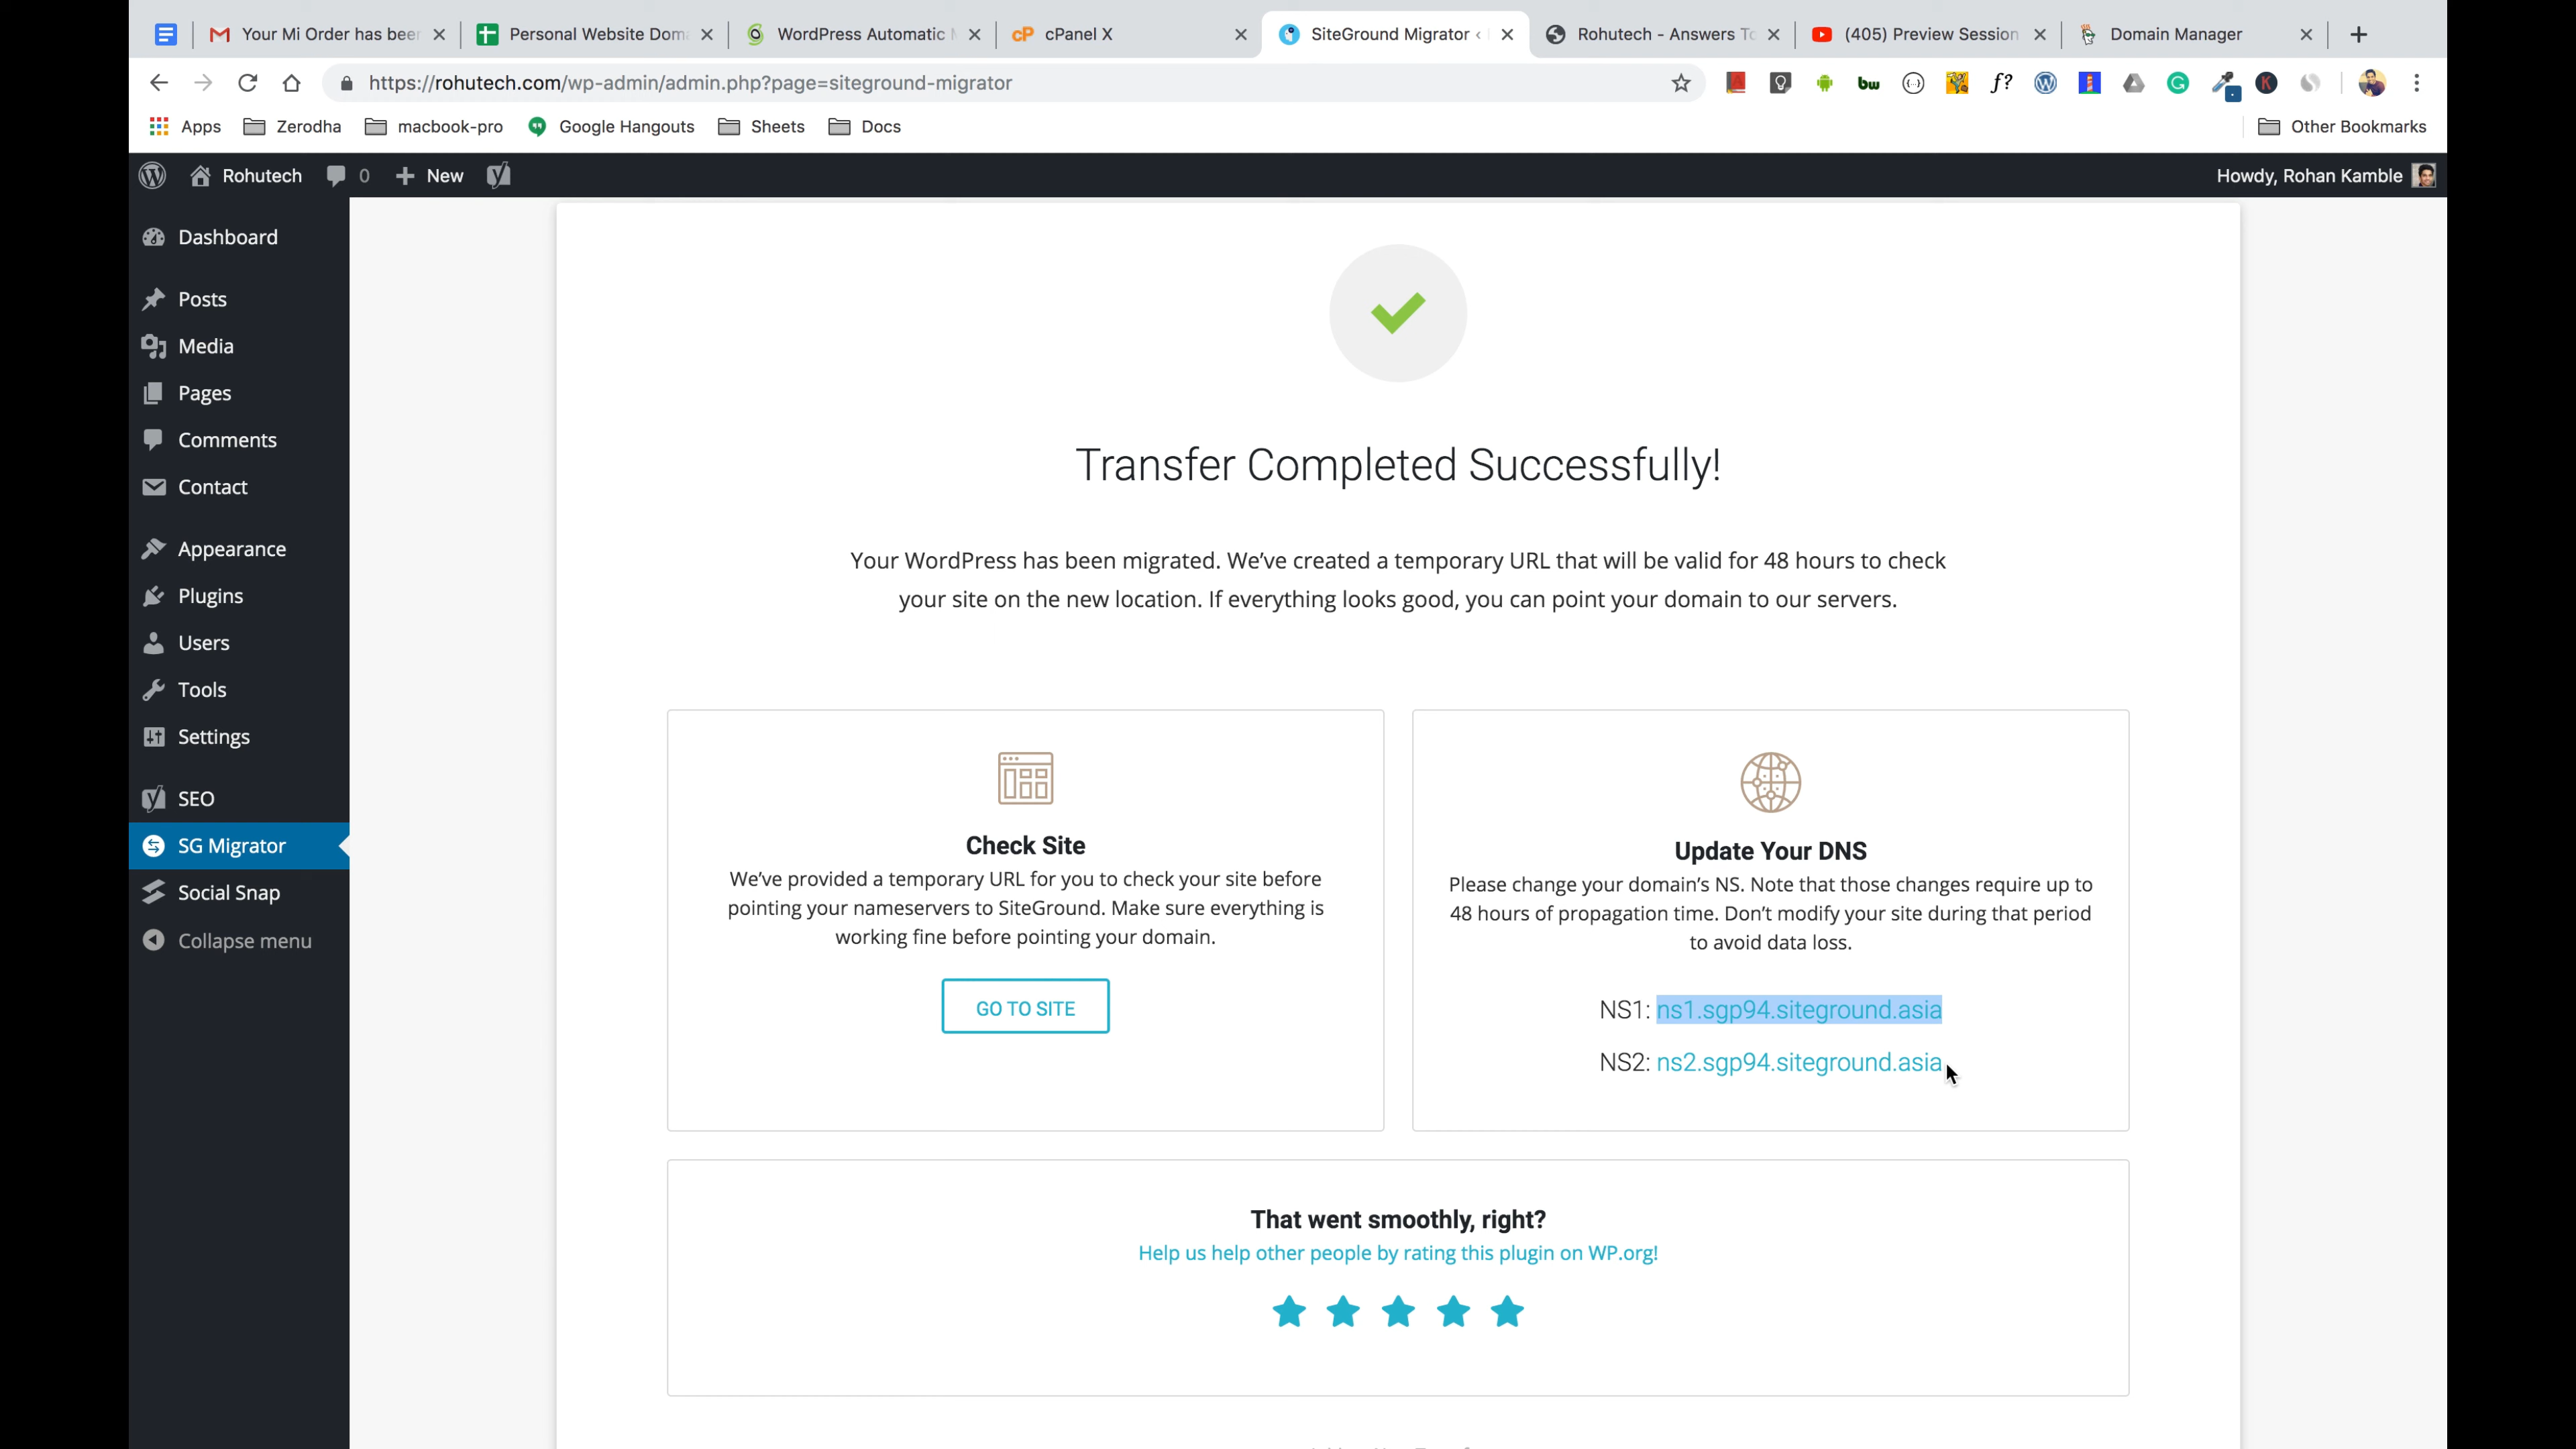 Your Mi Order has beer
Personal Website Dom
WordPress Automatic
cPanel X
SiteGround Migrator ‹
Rohutech - Answers To
(405) Preview Session
Domain Manager
https://rohutech.com/wp-admin/admin.php?page=siteground-migrator
Apps
Zerodha
macbook-pro
Google Hangouts
Sheets
Docs
Other Bookmarks
Rohutech
0
New
Howdy, Rohan Kamble
Dashboard
Posts
Media
Pages
Comments
Contact
Appearance
Plugins
Users
Tools
Settings
SEO
SG Migrator
Social Snap
Collapse menu
Transfer Completed Successfully!
Your WordPress has been migrated. We've created a temporary URL that will be valid for 48 hours to check
your site on the new location. If everything looks good, you can point your domain to our servers.
Check Site
We've provided a temporary URL for you to check your site before
pointing your nameservers to SiteGround. Make sure everything is
working fine before pointing your domain.
GO TO SITE
Update Your DNS
Please change your domain's NS. Note that those changes require up to
48 hours of propagation time. Don't modify your site during that period
to avoid data loss.
NS1: ns1.sgp94.siteground.asia
NS2: ns2.sgp94.siteground.asia
That went smoothly, right?
Help us help other people by rating this plugin on WP.org!